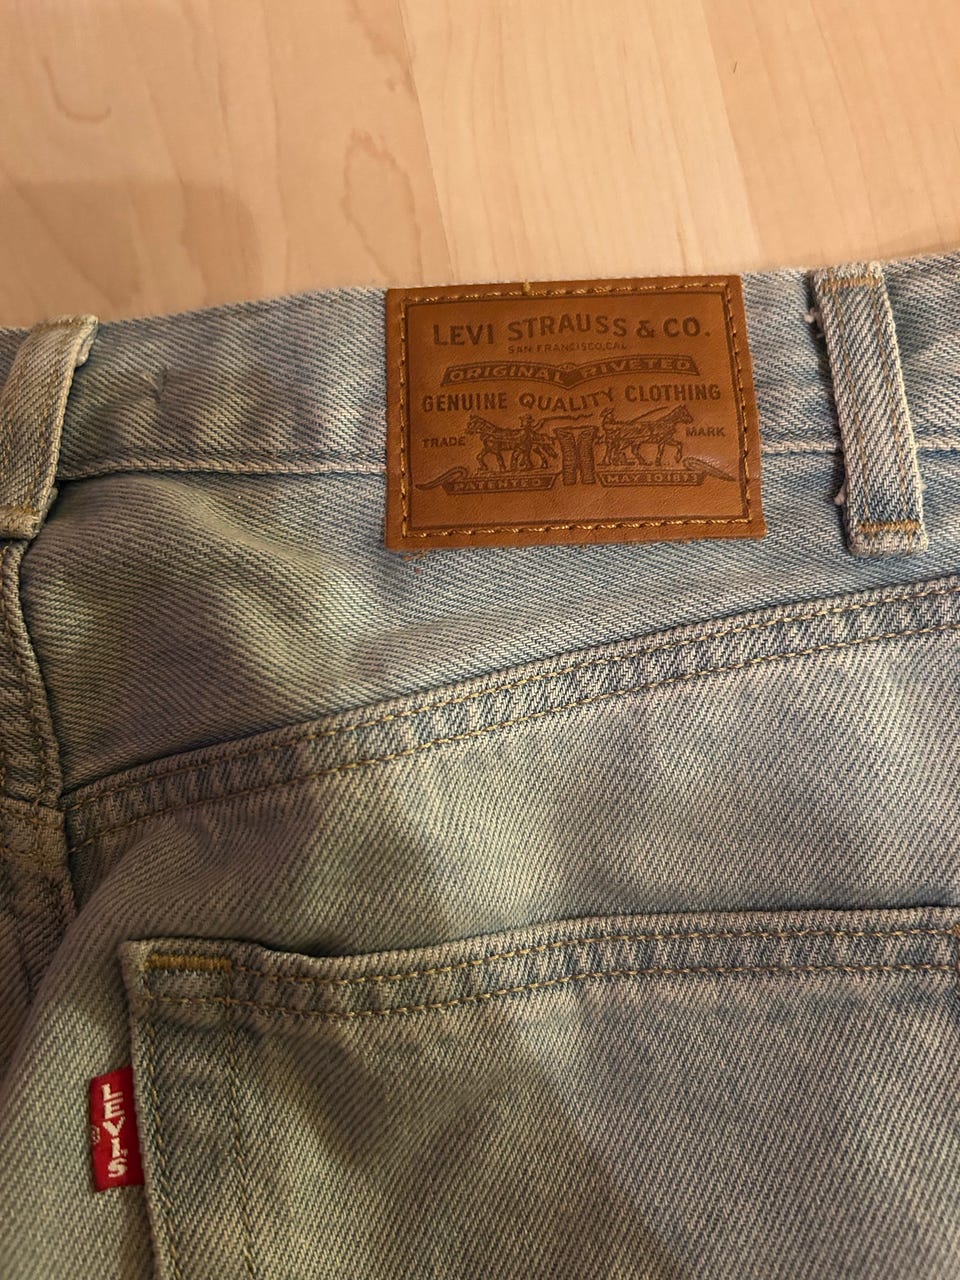 LEVI STRAUSS & CO.
SAN FRANCISCO, CAL.
ORIGINAL RIVETED
GENUINE QUALITY CLOTHING
TRADE MARK
PATENTED MAY 20 1873
LEVI'S
®